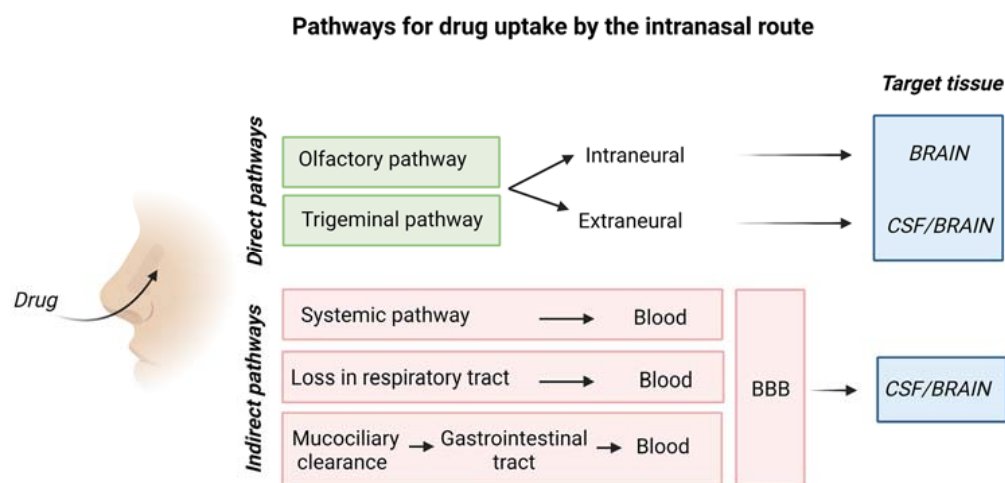 Pathways for drug uptake by the intranasal route
Target tissue
Direct pathways
Olfactory pathway
Intraneural
BRAIN
Trigeminal pathway
Extraneural
CSF/BRAIN
Drug
Indirect pathways
Systemic pathway
Blood
Loss in respiratory tract
Blood
BBB
CSF/BRAIN
Mucociliary
clearance
Gastrointestinal
tract
Blood